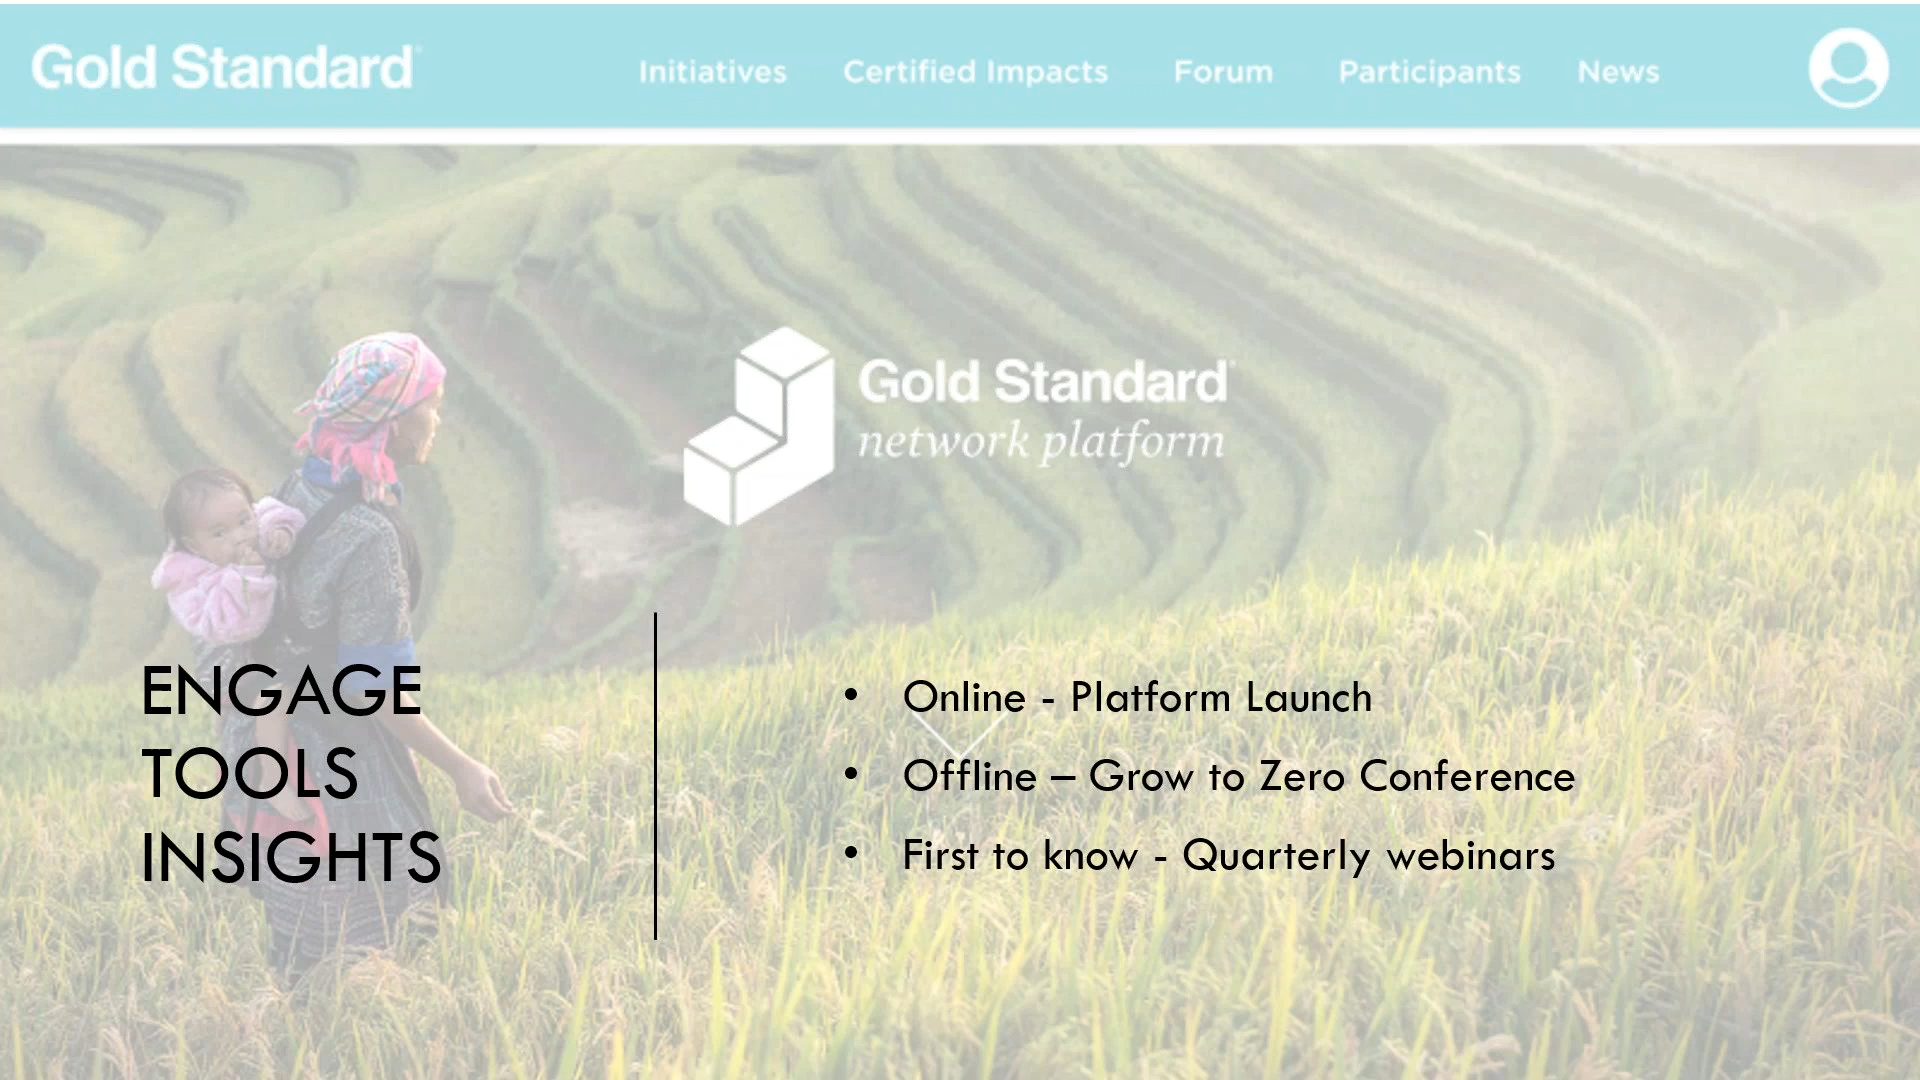 Gold Standard
Initiatives Certified Impacts Forum Participants News
Gold Standard
network platform
ENGAGE
TOOLS
INSIGHTS
• Online - Platform Launch
• Offline – Grow to Zero Conference
• First to know - Quarterly webinars